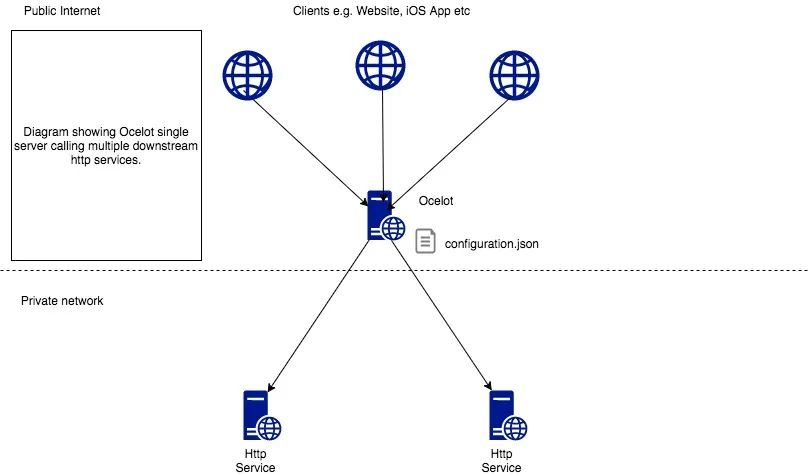 Public Internet
Clients e.g. Website, iOS App etc
Diagram showing Ocelot single
server calling multiple downstream
http services.
Ocelot
configuration.json
Private network
Http
Service
Http
Service